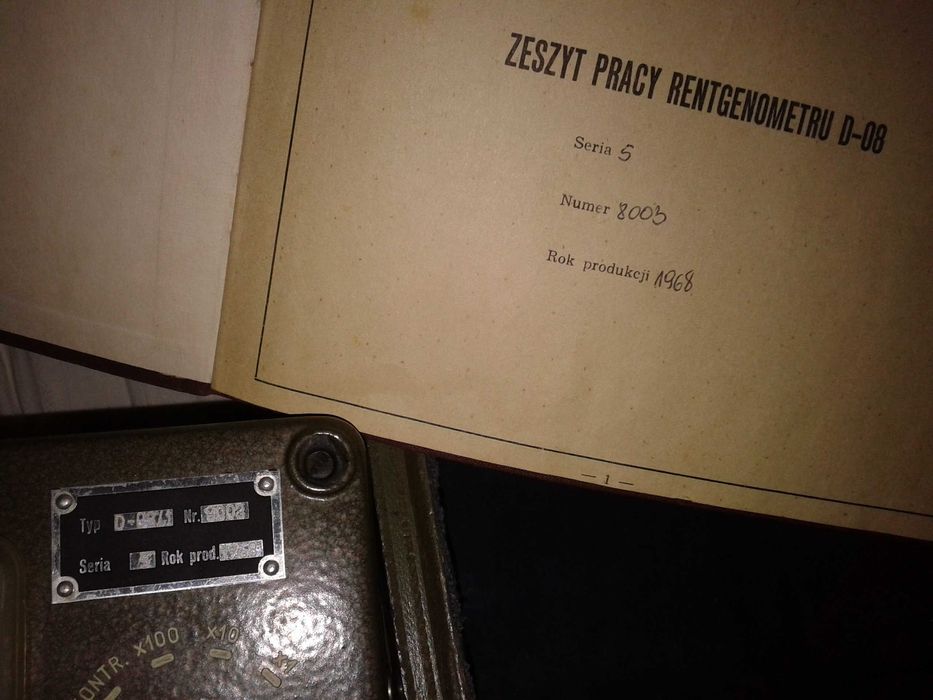 ZESZYT PRACY RENTGENOMETRU D-08
Seria 5
Numer 8003
Rok produkcji 1968
— 1 —
Typ Nr.
Seria Rok prod.
ONTR. x100 x10